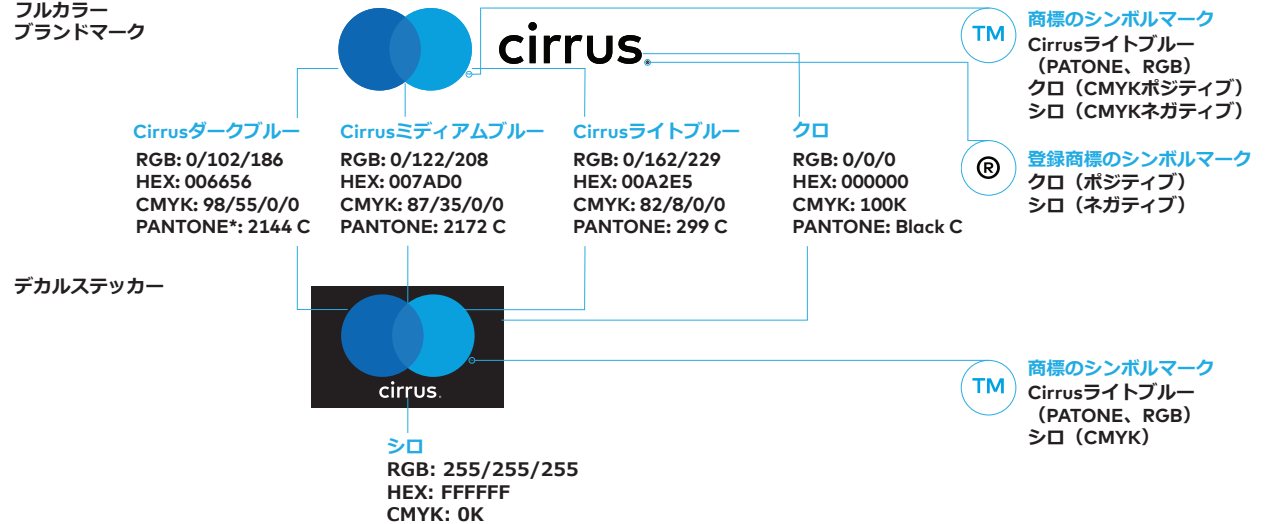 フルカラー
ブランドマーク
cirrus.
TM
商標のシンボルマーク
Cirrusライトブルー
（PATONE、RGB）
クロ（CMYKポジティブ）
シロ（CMYKネガティブ）
®
登録商標のシンボルマーク
クロ（ポジティブ）
シロ（ネガティブ）
Cirrusダークブルー
RGB: 0/102/186
HEX: 006656
CMYK: 98/55/0/0
PANTONE*: 2144 C
Cirrusミディアムブルー
RGB: 0/122/208
HEX: 007AD0
CMYK: 87/35/0/0
PANTONE: 2172 C
Cirrusライトブルー
RGB: 0/162/229
HEX: 00A2E5
CMYK: 82/8/0/0
PANTONE: 299 C
クロ
RGB: 0/0/0
HEX: 000000
CMYK: 100K
PANTONE: Black C
デカルステッカー
cirrus.
TM
商標のシンボルマーク
Cirrusライトブルー
（PATONE、RGB）
シロ（CMYK）
シロ
RGB: 255/255/255
HEX: FFFFFF
CMYK: 0K